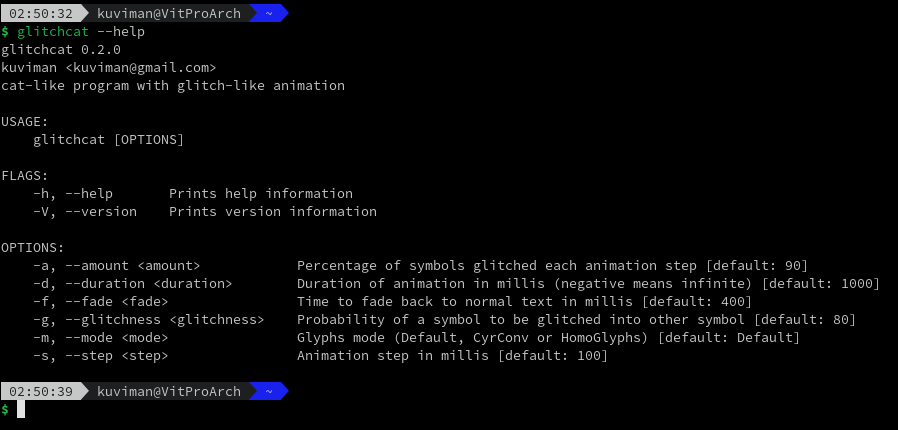 02:50:32 kuviman@VitProArch ~
$ glitchcat --help
glitchcat 0.2.0
kuviman <kuviman@gmail.com>
cat-like program with glitch-like animation

USAGE:
    glitchcat [OPTIONS]

FLAGS:
    -h, --help       Prints help information
    -V, --version    Prints version information

OPTIONS:
    -a, --amount <amount>            Percentage of symbols glitched each animation step [default: 90]
    -d, --duration <duration>        Duration of animation in millis (negative means infinite) [default: 1000]
    -f, --fade <fade>                Time to fade back to normal text in millis [default: 400]
    -g, --glitchness <glitchness>    Probability of a symbol to be glitched into other symbol [default: 80]
    -m, --mode <mode>                Glyphs mode (Default, CyrConv or HomoGlyphs) [default: Default]
    -s, --step <step>                Animation step in millis [default: 100]

02:50:39 kuviman@VitProArch ~
$